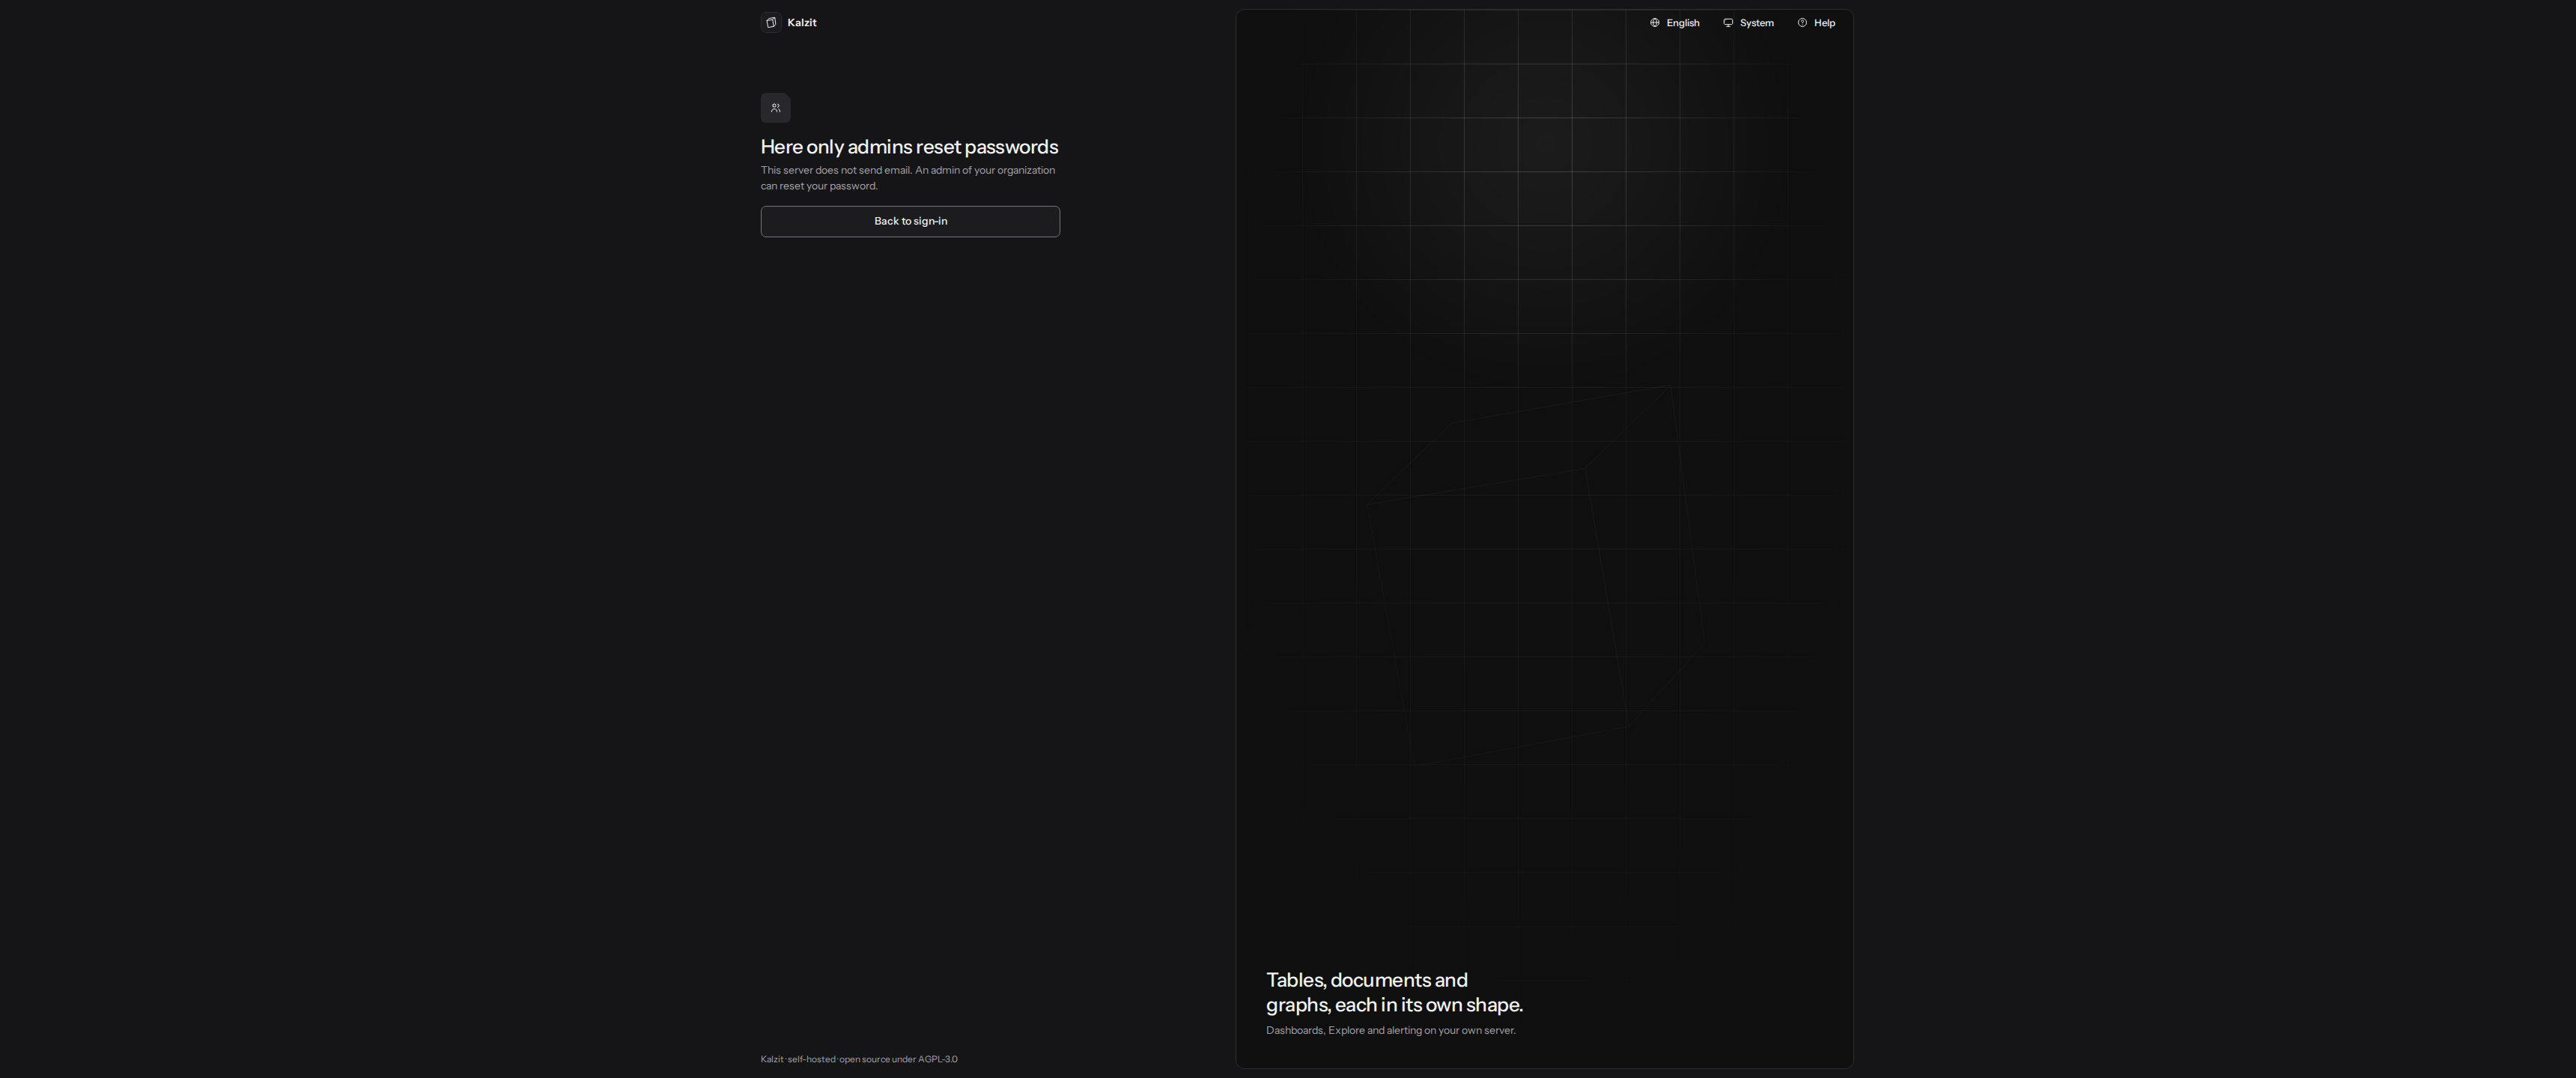 Kalzit
English
System
Help
Here only admins reset passwords
This server does not send email. An admin of your organization
can reset your password.
Back to sign-in
Tables, documents and
graphs, each in its own shape.
Dashboards, Explore and alerting on your own server.
Kalzit · self-hosted · open source under AGPL-3.0